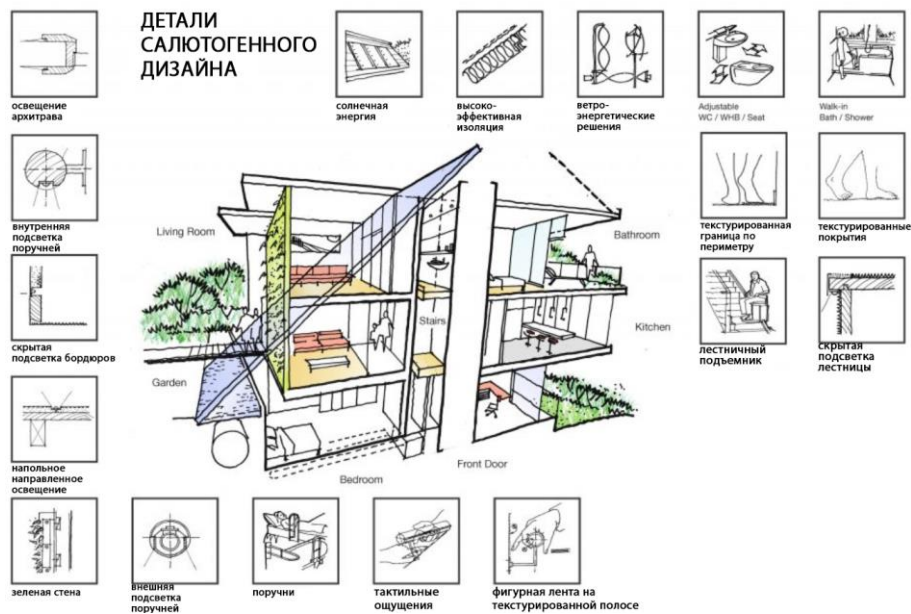 ДЕТАЛИ
САЛЮТОГЕННОГО
ДИЗАЙНА
освещение
архитрава
солнечная
энергия
высоко-
эффективная
изоляция
ветро-
энергетические
решения
Adjustable
WC / WHB / Seat
Walk-in
Bath / Shower
внутренняя
подсветка
поручней
текстурированная
граница по
периметру
текстурированные
покрытия
Living Room
Bathroom
Stairs
Kitchen
скрытая
подсветка бордюров
лестничный
подъемник
скрытая
подсветка
лестницы
Garden
Front Door
Bedroom
напольное
направленное
освещение
зеленая стена
внешняя
подсветка
поручней
поручни
тактильные
ощущения
фигурная лента на
текстурированной полосе